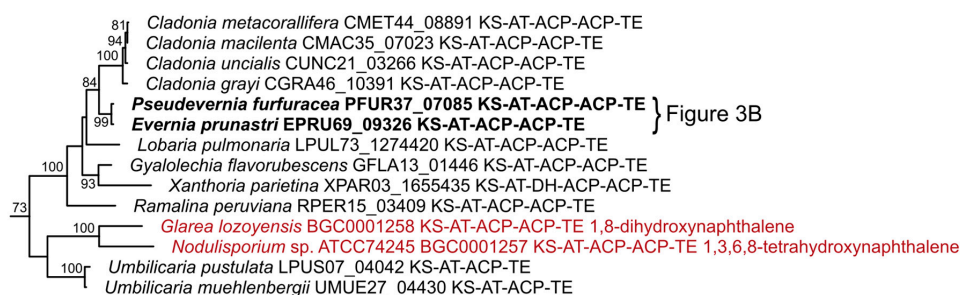 81
Cladonia metacorallifera CMET44_08891 KS-AT-ACP-ACP-TE
94
Cladonia macilenta CMAC35_07023 KS-AT-ACP-ACP-TE
100
Cladonia uncialis CUNC21_03266 KS-AT-ACP-ACP-TE
84
Cladonia grayi CGRA46_10391 KS-AT-ACP-ACP-TE
Pseudevernia furfuracea PFUR37_07085 KS-AT-ACP-ACP-TE
} Figure 3B
99
Evernia prunastri EPRU69_09326 KS-AT-ACP-ACP-TE
Lobaria pulmonaria LPUL73_1274420 KS-AT-ACP-ACP-TE
100
Gyalolechia flavorubescens GFLA13_01446 KS-AT-ACP-ACP-TE
93
Xanthoria parietina XPAR03_1655435 KS-AT-DH-ACP-ACP-TE
73
Ramalina peruviana RPER15_03409 KS-AT-ACP-ACP-TE
100
Glarea lozoyensis BGC0001258 KS-AT-ACP-ACP-TE 1,8-dihydroxynaphthalene
Nodulisporium sp. ATCC74245 BGC0001257 KS-AT-ACP-ACP-TE 1,3,6,8-tetrahydroxynaphthalene
100
Umbilicaria pustulata LPUS07_04042 KS-AT-ACP-TE
Umbilicaria muehlenbergii UMUE27_04430 KS-AT-ACP-ACP-TE